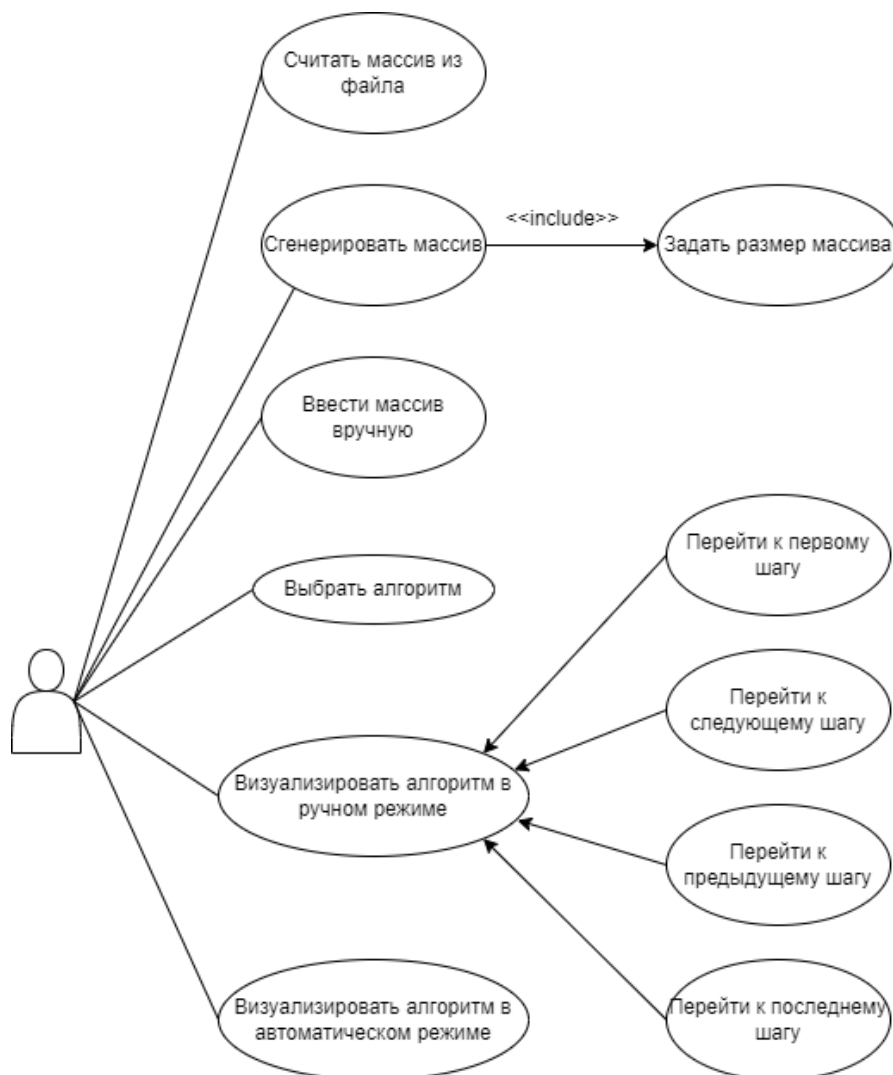 Считать массив из
файла
<<include>>
Сгенерировать массив
Задать размер массива
Ввести массив
вручную
Перейти к первому
шагу
Выбрать алгоритм
Перейти к
следующему шагу
Визуализировать алгоритм в
ручном режиме
Перейти к
предыдущему шагу
Визуализировать алгоритм в
автоматическом режиме
Перейти к последнему
шагу